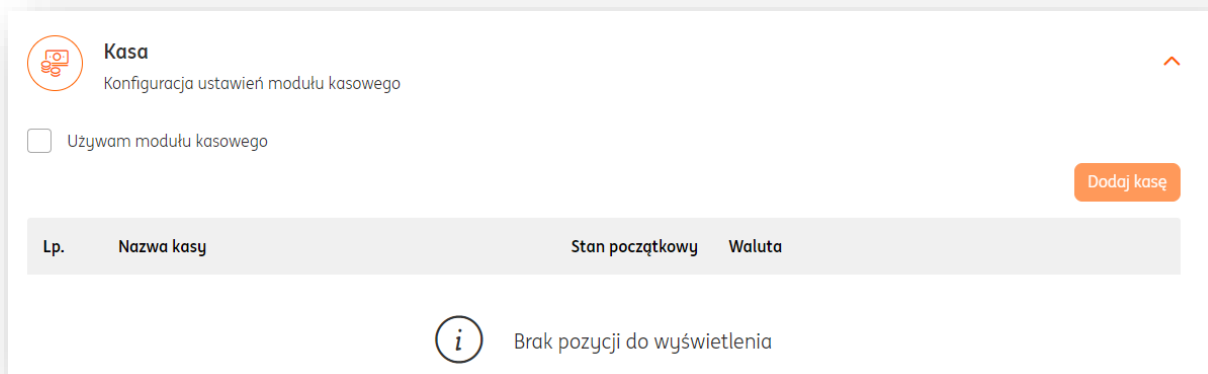 Kasa
Konfiguracja ustawień modułu kasowego
Używam modułu kasowego
Dodaj kasę
Lp. Nazwa kasy Stan początkowy Waluta
i Brak pozycji do wyświetlenia